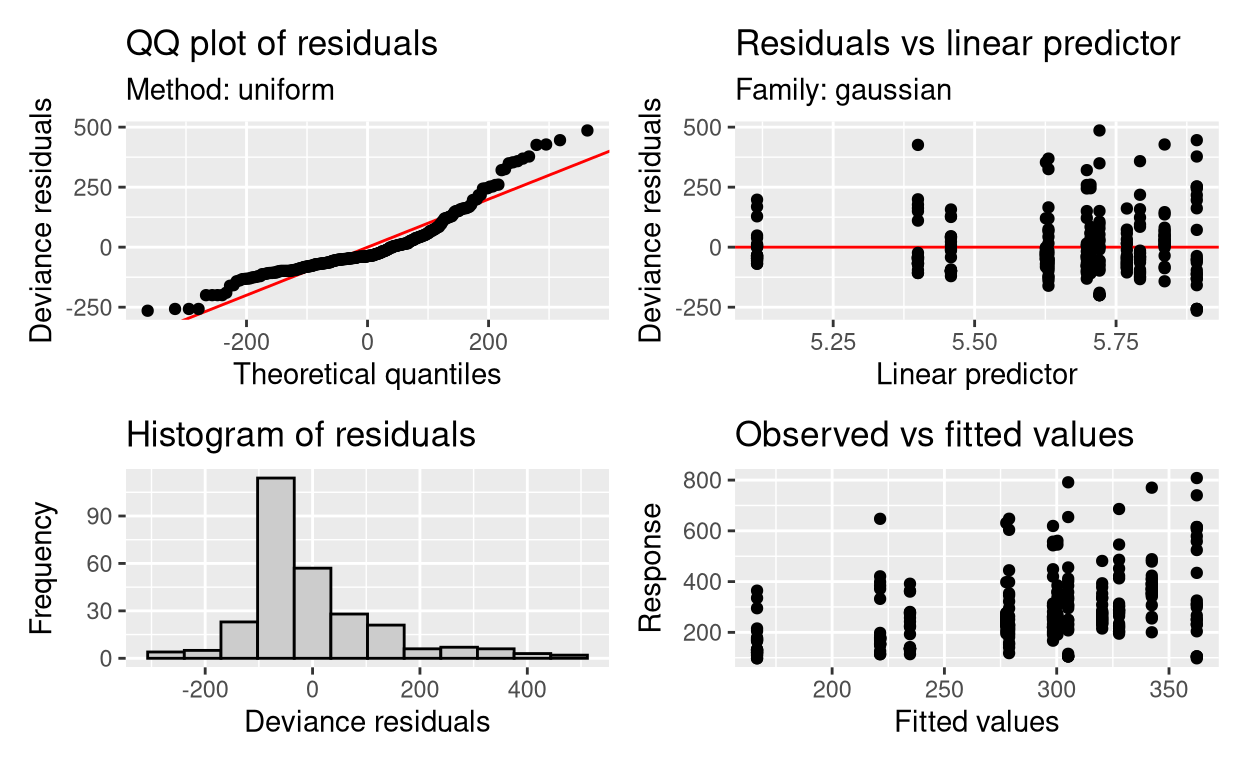 QQ plot of residuals
Method: uniform
Deviance residuals
500
250
0
-250
-200
0
200
Theoretical quantiles
Residuals vs linear predictor
Family: gaussian
Deviance residuals
500
250
0
-250
5.25
5.50
5.75
Linear predictor
Histogram of residuals
Frequency
90
60
30
0
-200
0
200
400
Deviance residuals
Observed vs fitted values
Response
800
600
400
200
200
250
300
350
Fitted values